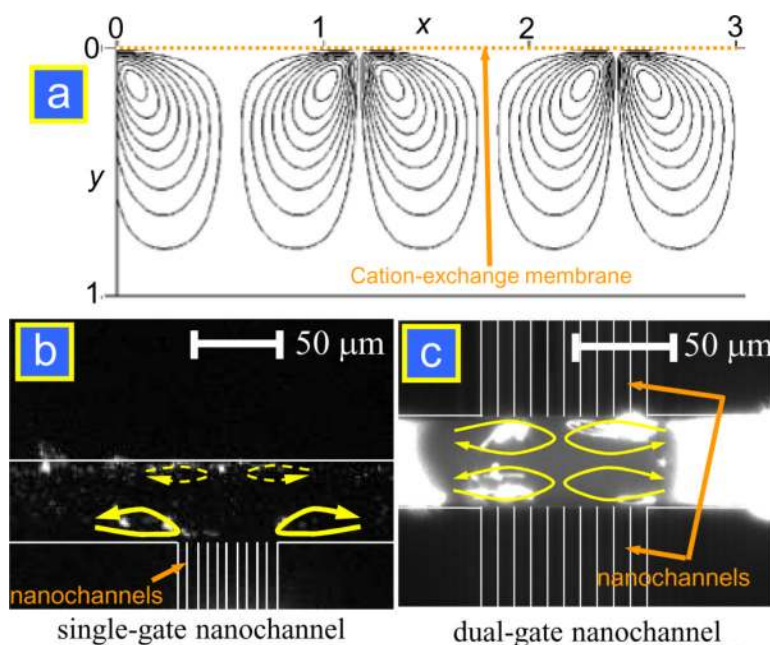 0 1 x 2 3
0
a
y
Cation-exchange membrane
1
b
50 μm
c
50 μm
nanochannels
nanochannels
single-gate nanochannel
dual-gate nanochannel